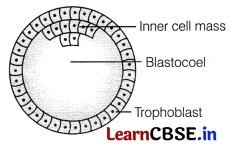 Inner cell mass
Blastocoel
Trophoblast
LearnCBSE.in